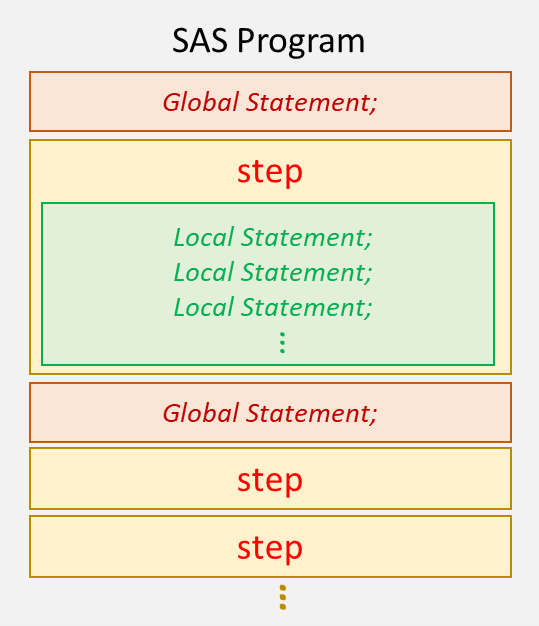 SAS Program
Global Statement;
step
Local Statement;
Local Statement;
Local Statement;
⋮
Global Statement;
step
step
⋮